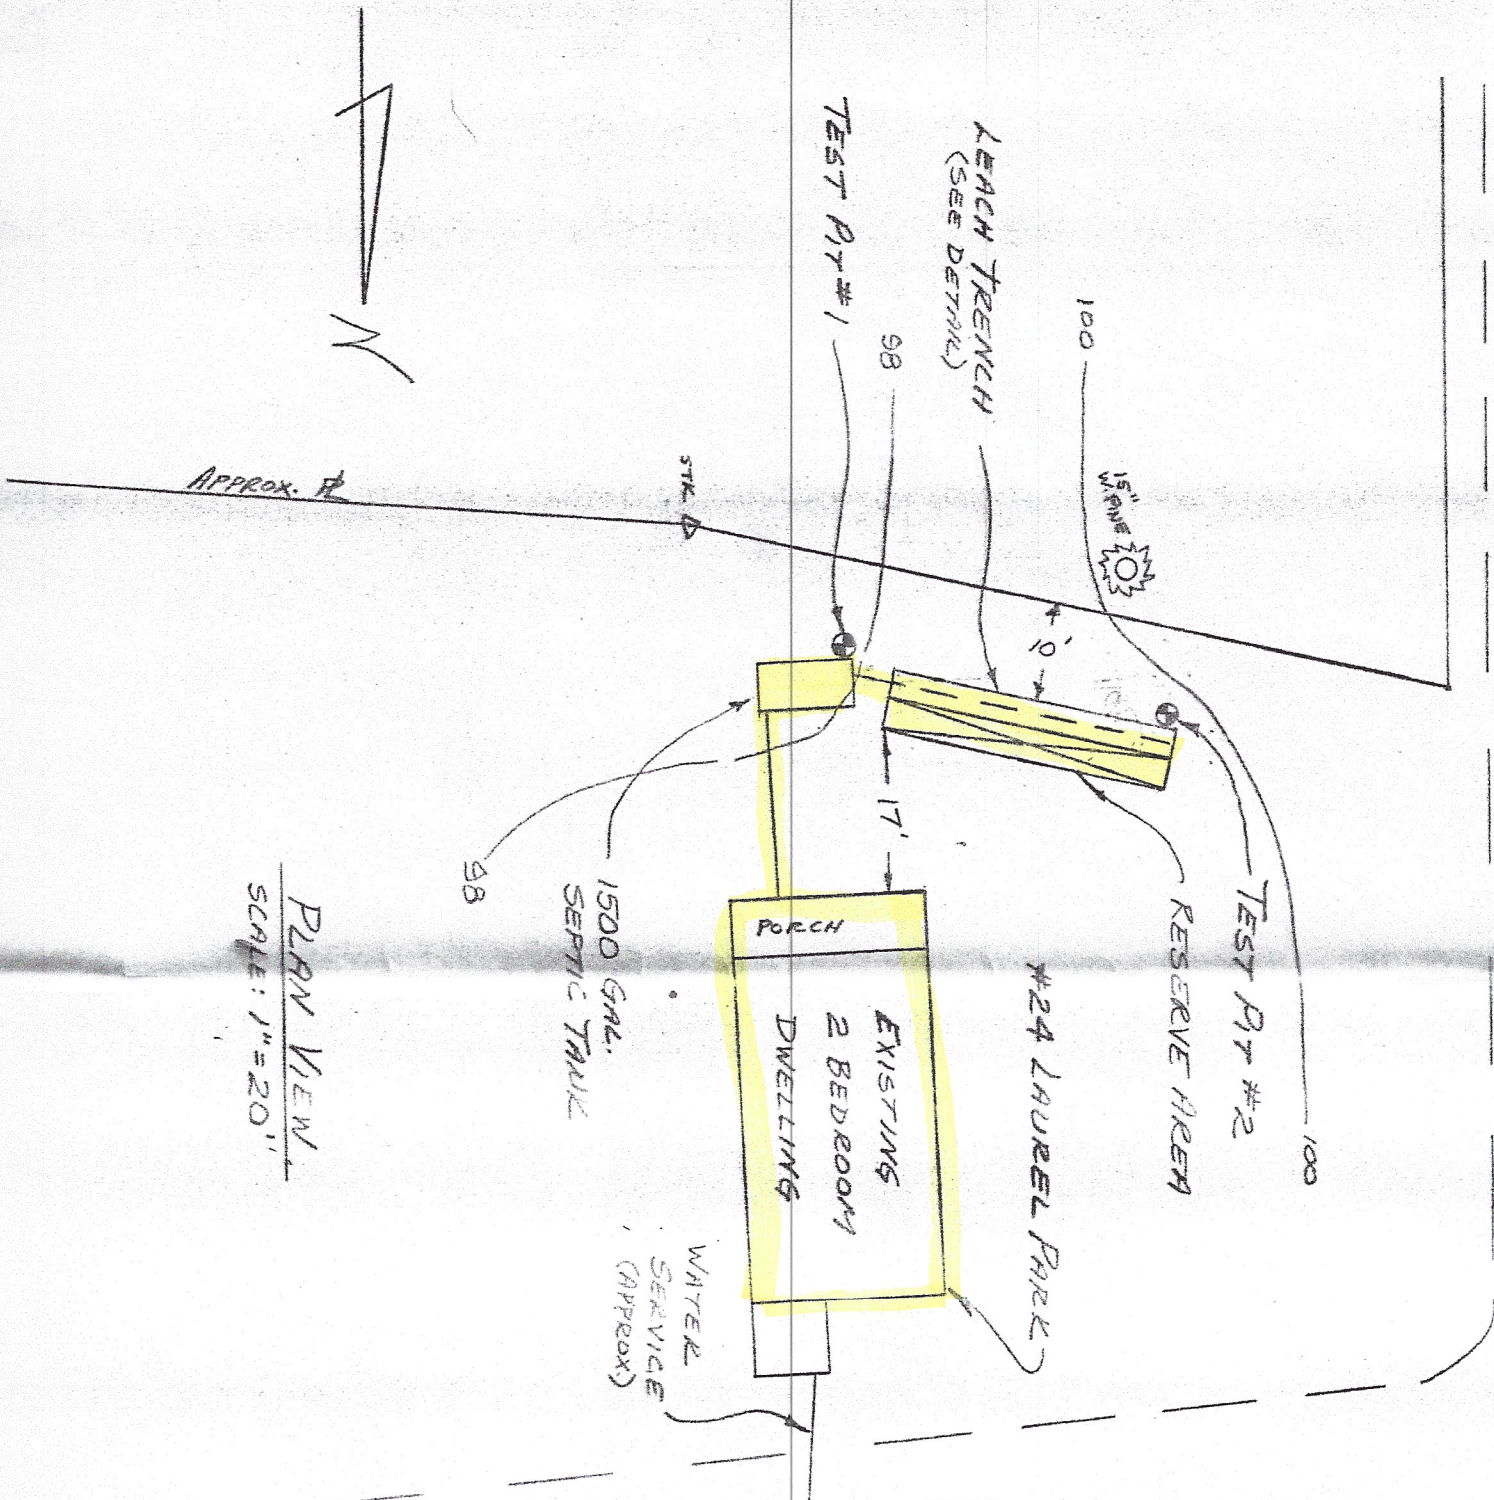 LEACH TRENCH
(SEE DETAIL)
TEST PIT #1
98
100
15"
W. PINE
STK
APPROX. PL
10'
17'
98
100
TEST PIT #2
RESERVE AREA
#24 LAUREL PARK
PORCH
EXISTING
2 BEDROOM
DWELLING
1500 GAL.
SEPTIC TANK
WATER
SERVICE
(APPROX)
PLAN VIEW
SCALE: 1"=20'
N